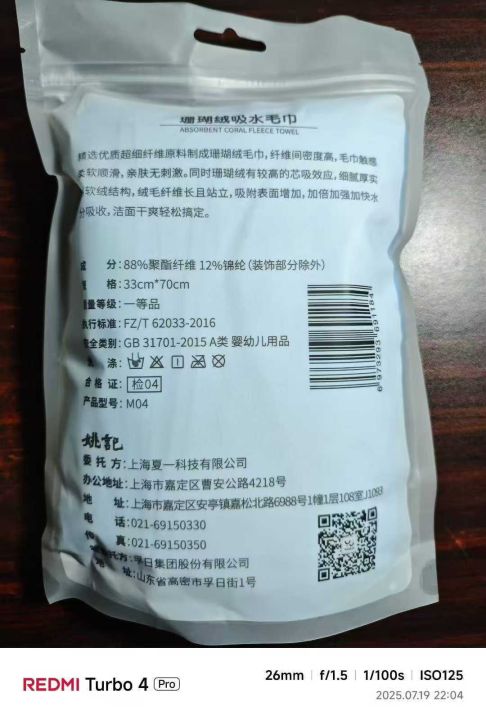 珊瑚绒吸水毛巾
ABSORBENT CORAL FLEECE TOWEL
精选优质超细纤维原料制成珊瑚绒毛巾，纤维间密度高，毛巾触感
柔软顺滑，亲肤无刺激。同时珊瑚绒有较高的芯吸效应，细腻厚实
柔软绒结构，绒毛纤维长且站立，吸附表面增加，加倍加强加快水
分吸收，洁面干爽轻松搞定。
成 分：88%聚酯纤维 12%锦纶（装饰部分除外）
规 格：33cm*70cm
质量等级：一等品
执行标准：FZ/T 62033-2016
安全类别：GB 31701-2015 A类 婴幼儿用品
洗 涤：
合格证：检04
产品型号：M04
6973293691184
姚記
委托方：上海夏一科技有限公司
办公地址：上海市嘉定区曹安公路4218号
地 址：上海市嘉定区安亭镇嘉松北路6988号1幢1层108室J1093
电 话：021-69150330
传 真：021-69150350
被委托方：孚日集团股份有限公司
地 址：山东省高密市孚日街1号
REDMI Turbo 4 Pro
26mm f/1.5 1/100s ISO125
2025.07.19 22:04